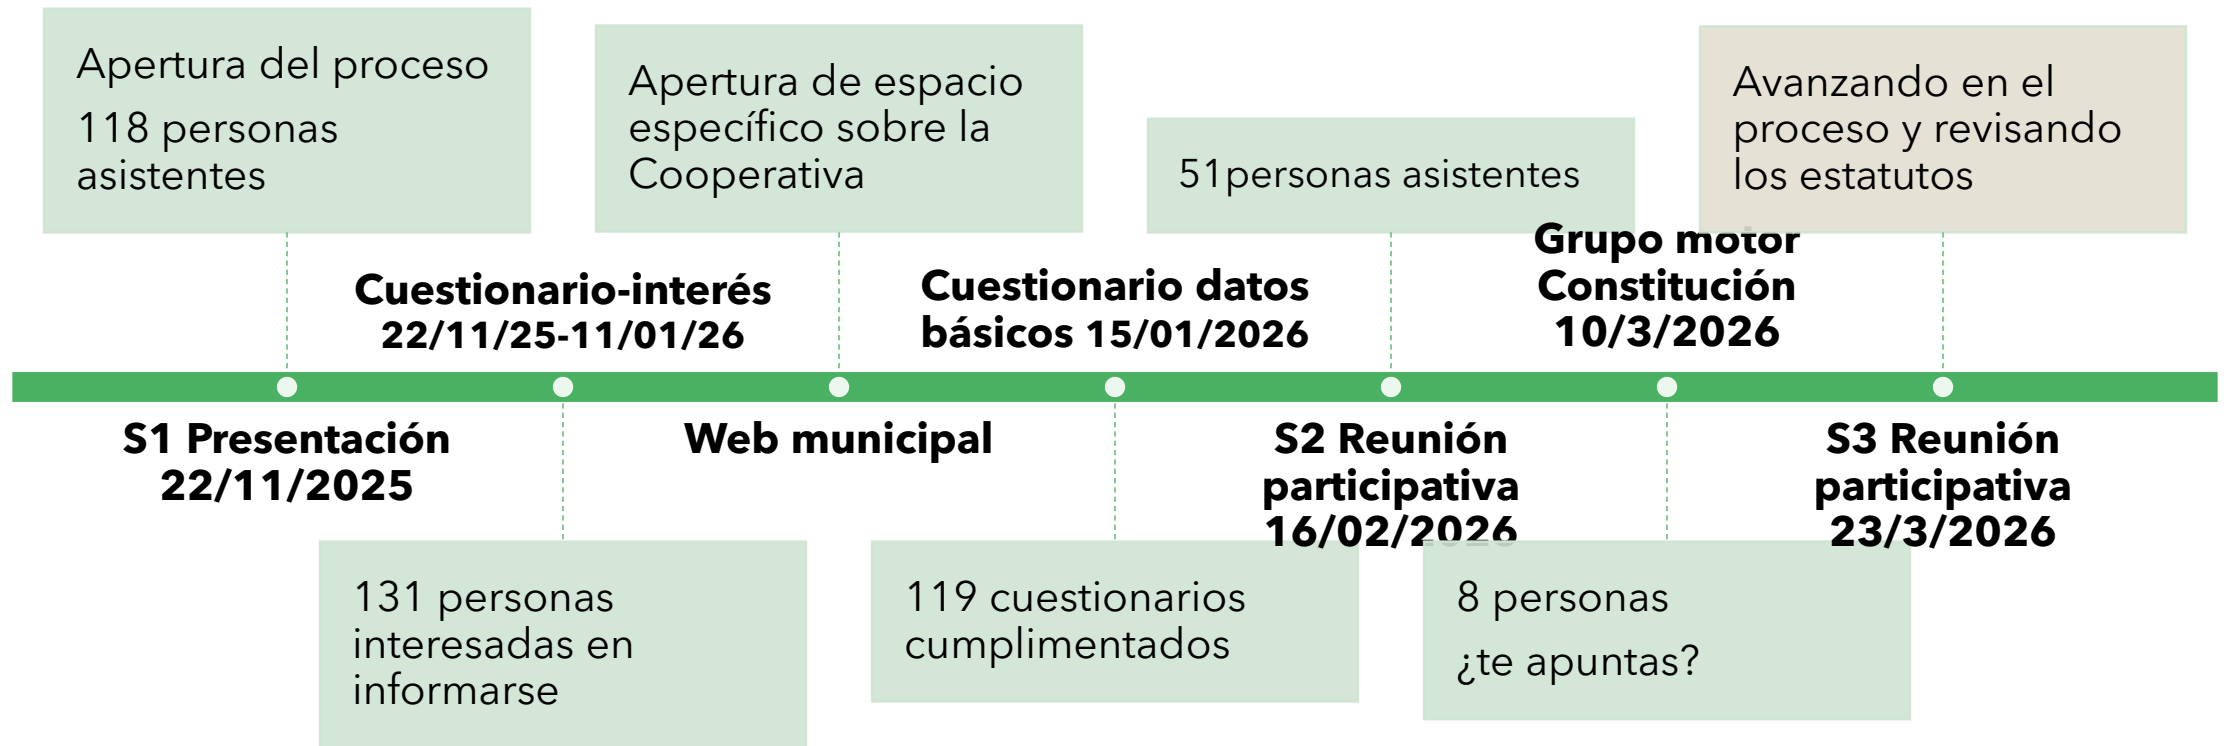 Apertura del proceso
118 personas
asistentes
S1 Presentación
22/11/2025
Cuestionario-interés
22/11/25-11/01/26
131 personas
interesadas en
informarse
Apertura de espacio
específico sobre la
Cooperativa
Web municipal
Cuestionario datos
básicos 15/01/2026
119 cuestionarios
cumplimentados
51personas asistentes
S2 Reunión
participativa
16/02/2026
Grupo motor
Constitución
10/3/2026
8 personas
¿te apuntas?
Avanzando en el
proceso y revisando
los estatutos
S3 Reunión
participativa
23/3/2026